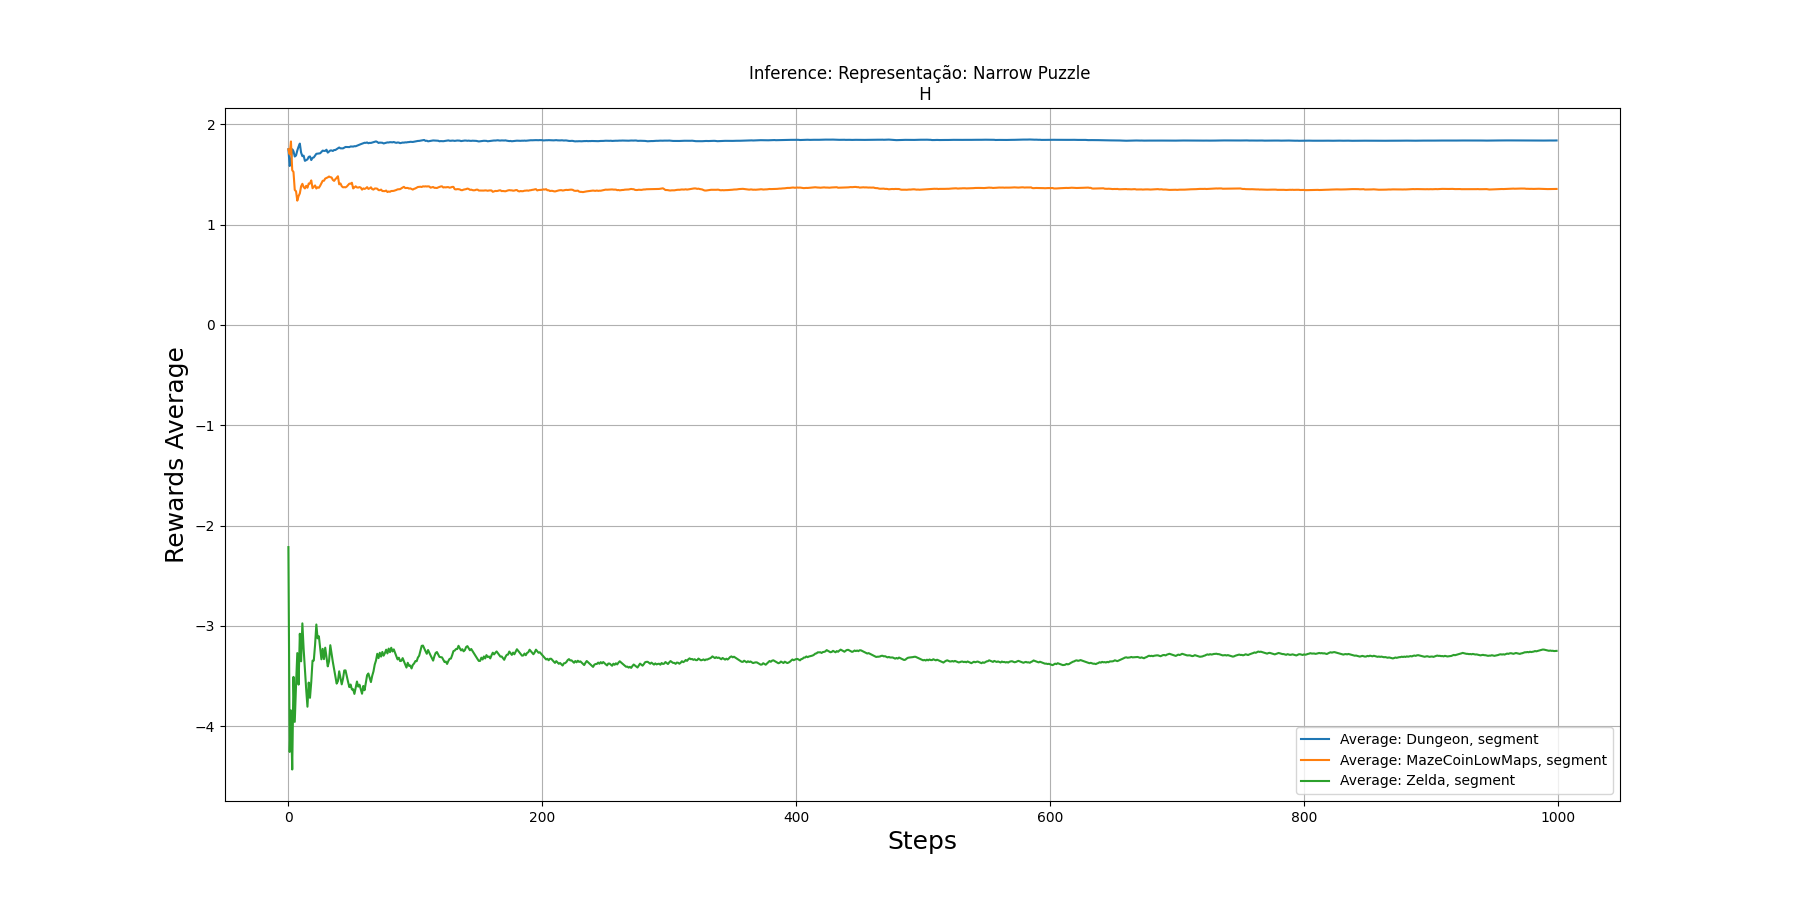 Inference: Representação: Narrow Puzzle
H
2
1
0
−1
−2
−3
−4
Rewards Average
0
200
400
600
800
1000
Steps
Average: Dungeon, segment
Average: MazeCoinLowMaps, segment
Average: Zelda, segment